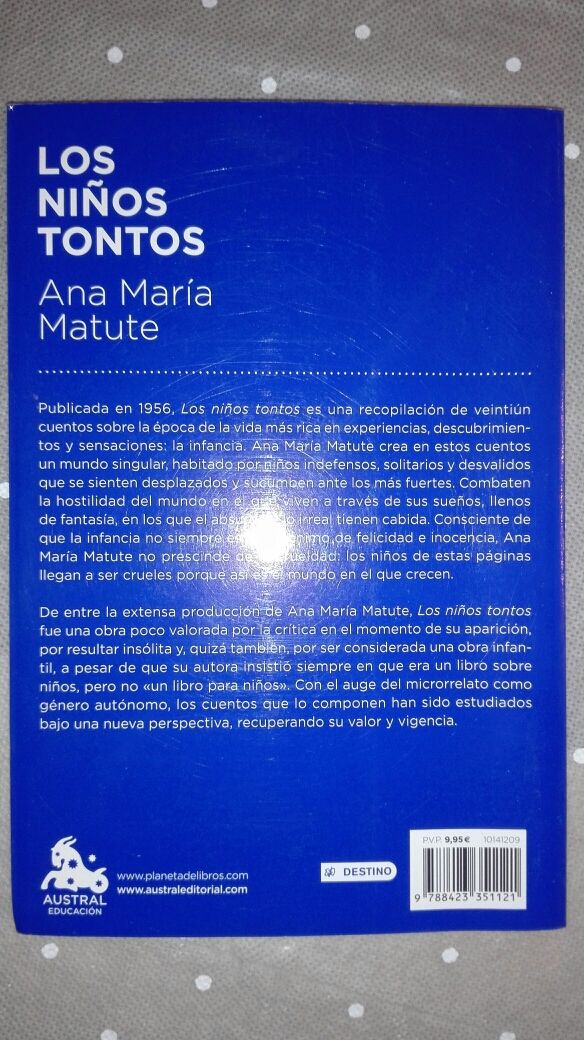 LOS
NIÑOS
TONTOS
Ana María
Matute
Publicada en 1956, Los niños tontos es una recopilación de veintiún
cuentos sobre la época de la vida más rica en experiencias, descubrimien-
tos y sensaciones: la infancia. Ana María Matute crea en estos cuentos
un mundo singular, habitado por niños indefensos, solitarios y desvalidos
que se sienten desplazados y sucumben ante los más fuertes. Combaten
la hostilidad del mundo en el que viven a través de sus sueños, llenos
de fantasía, en los que el lo irreal tienen cabida. Consciente de
que la infancia no siempre de felicidad e inocencia, Ana
María Matute no prescinde de los niños de estas páginas
llegan a ser crueles porque así es el mundo en el que crecen.
De entre la extensa producción de Ana María Matute, Los niños tontos
fue una obra poco valorada por la crítica en el momento de su aparición,
por resultar insólita y, quizá también, por ser considerada una obra infan-
til, a pesar de que su autora insistió siempre en que era un libro sobre
niños, pero no «un libro para niños». Con el auge del microrrelato como
género autónomo, los cuentos que lo componen han sido estudiados
bajo una nueva perspectiva, recuperando su valor y vigencia.
AUSTRAL
EDUCACIÓN
www.planetadelibros.com
www.australeditorial.com
DESTINO
P.V.P. 9,95 € 10141209
9 788423 351121